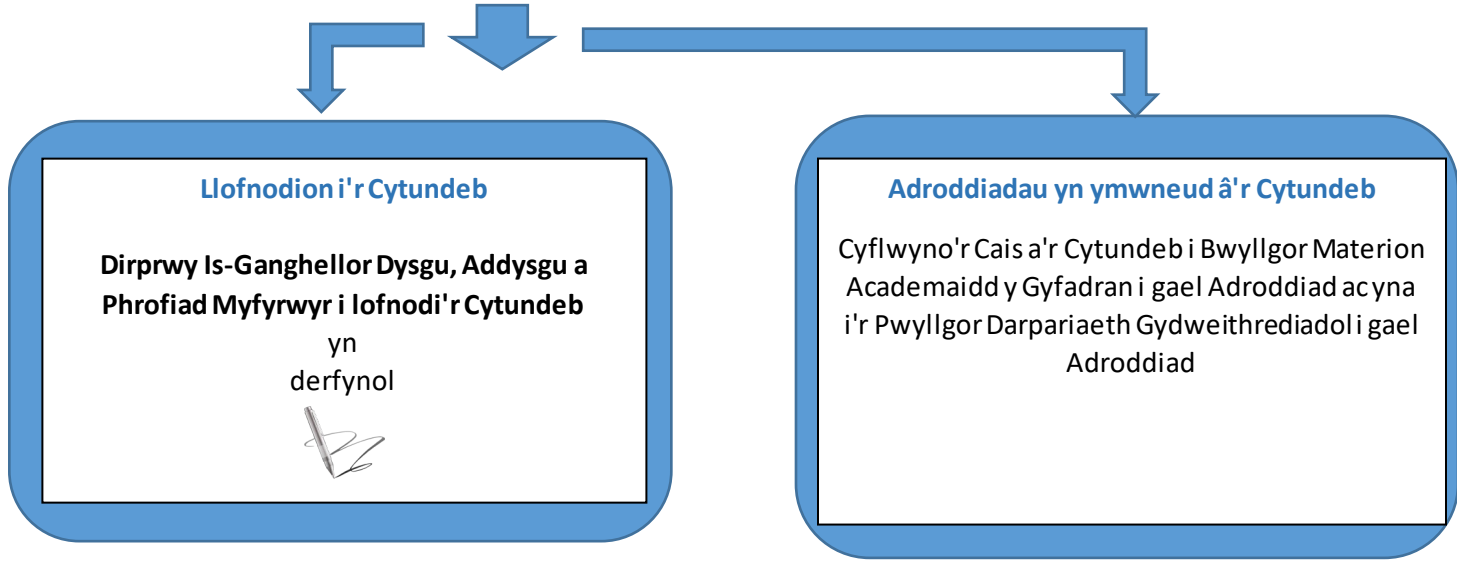 Llofnodion i'r Cytundeb
Dirprwy Is-Ganghellor Dysgu, Addysgu a
Phrofiad Myfyrwyr i lofnodi'r Cytundeb
yn
derfynol
Adroddiadau yn ymwneud â'r Cytundeb
Cyflwyno'r Cais a'r Cytundeb i Bwyllgor Materion
Academaidd y Gyfadran i gael Adroddiad ac yna
i'r Pwyllgor Darpariaeth Gydweithrediadol i gael
Adroddiad